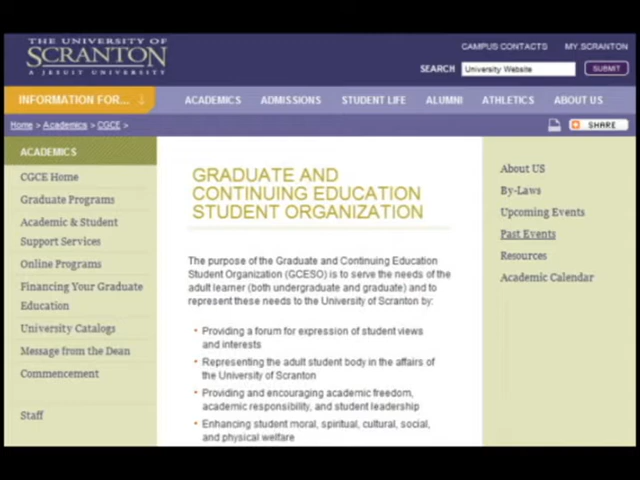 THE UNIVERSITY OF
SCRANTON
A JESUIT UNIVERSITY
CAMPUS CONTACTS MY.SCRANTON
SEARCH University Website SUBMIT
INFORMATION FOR... ↓ ACADEMICS ADMISSIONS STUDENT LIFE ALUMNI ATHLETICS ABOUT US
Home > Academics > CGCE > SHARE
ACADEMICS
CGCE Home
Graduate Programs
Academic & Student
Support Services
Online Programs
Financing Your Graduate
Education
University Catalogs
Message from the Dean
Commencement
Staff
GRADUATE AND
CONTINUING EDUCATION
STUDENT ORGANIZATION
The purpose of the Graduate and Continuing Education
Student Organization (GCESO) is to serve the needs of the
adult learner (both undergraduate and graduate) and to
represent these needs to the University of Scranton by:
• Providing a forum for expression of student views
and interests
• Representing the adult student body in the affairs of
the University of Scranton
• Providing and encouraging academic freedom,
academic responsibility, and student leadership
• Enhancing student moral, spiritual, cultural, social,
and physical welfare
About US
By-Laws
Upcoming Events
Past Events
Resources
Academic Calendar